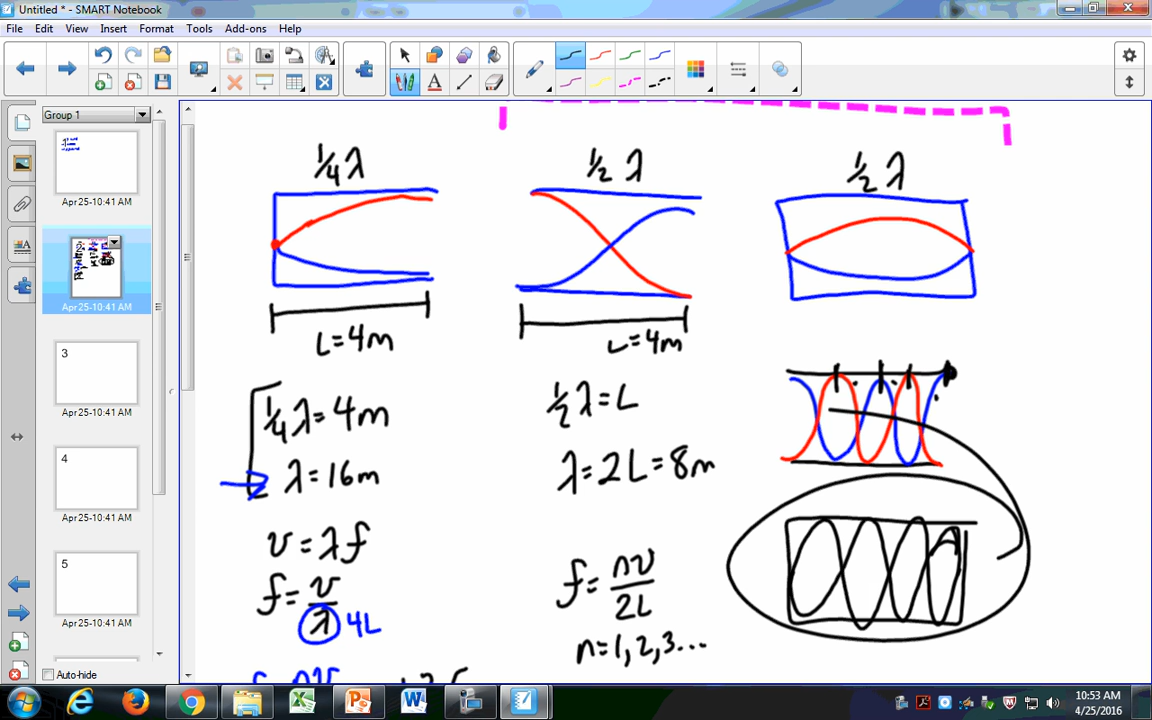 Untitled * - SMART Notebook
File Edit View Insert Format Tools Add-ons Help
Group 1
Apr25-10:41 AM
Apr25-10:41 AM
3
Apr25-10:41 AM
4
Apr25-10:41 AM
5
Apr25-10:41 AM
Auto-hide
¼λ
L=4m
¼λ=4m
λ=16m
v=λf
f=v/λ 4L
½ λ
L=4m
½λ=L
λ=2L=8m
f=nv/2L
n=1,2,3...
½ λ
10:53 AM
4/25/2016